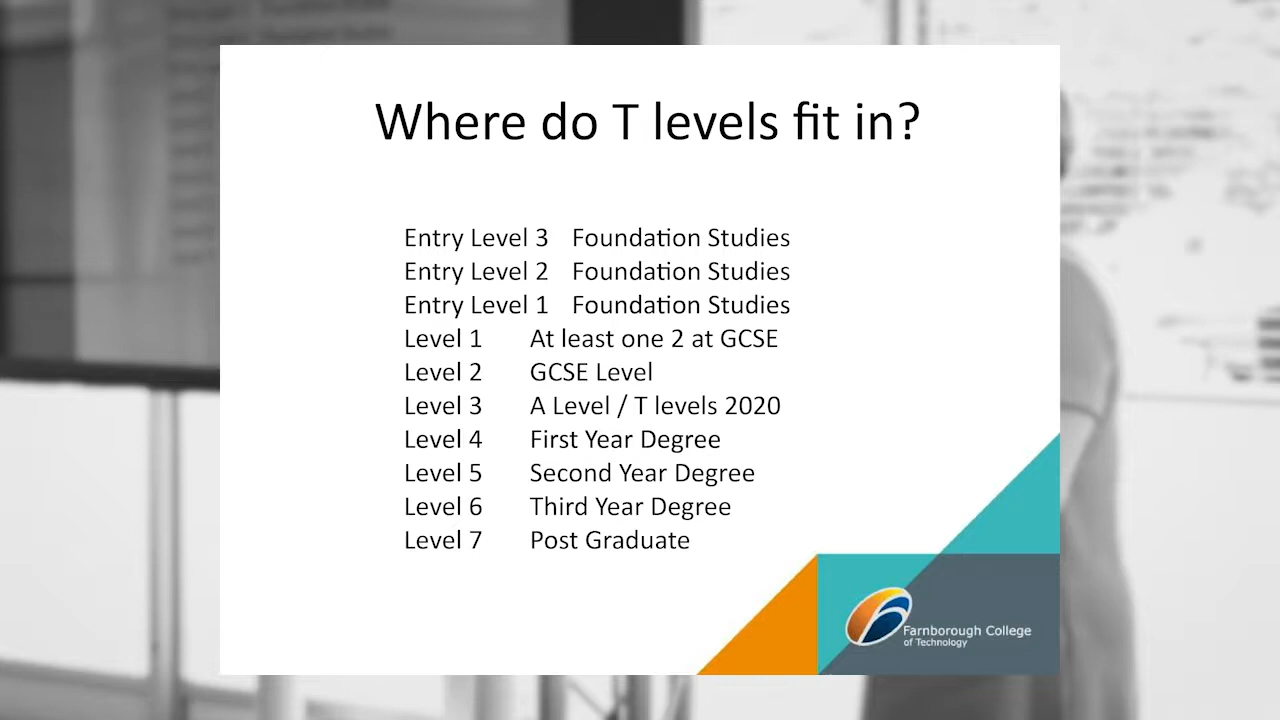 Where do T levels fit in?
Entry Level 3 Foundation Studies
Entry Level 2 Foundation Studies
Entry Level 1 Foundation Studies
Level 1 At least one 2 at GCSE
Level 2 GCSE Level
Level 3 A Level / T levels 2020
Level 4 First Year Degree
Level 5 Second Year Degree
Level 6 Third Year Degree
Level 7 Post Graduate
Farnborough College
of Technology